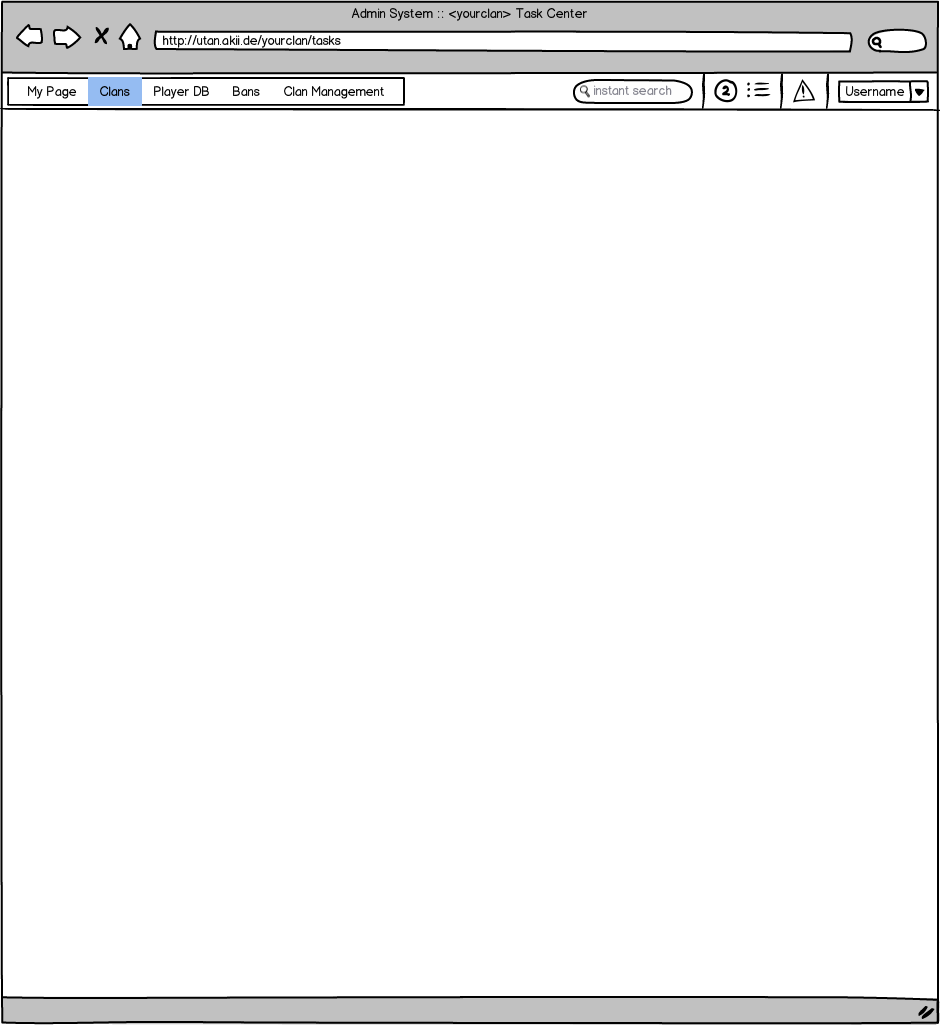 Admin System :: <yourclan> Task Center
http://utan.akii.de/yourclan/tasks
My Page Clans Player DB Bans Clan Management instant search 2 Username